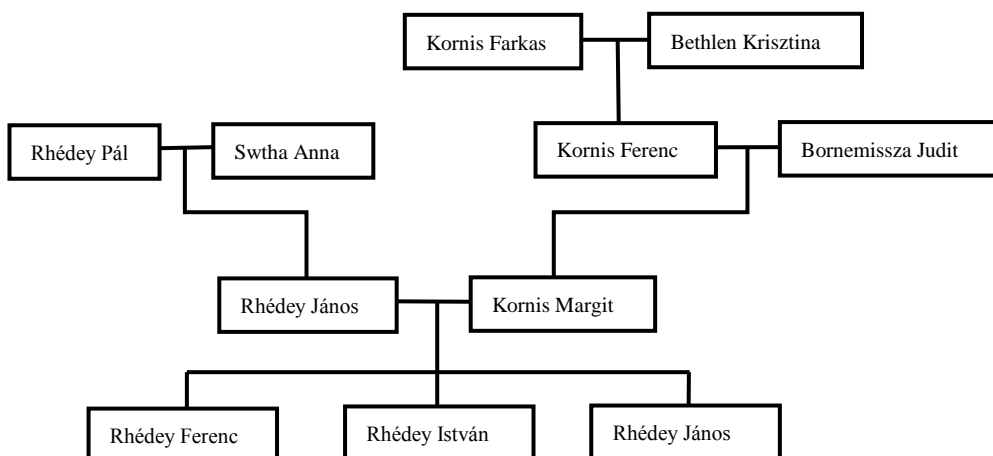 Kornis Farkas
Bethlen Krisztina
Rhédey Pál
Swtha Anna
Kornis Ferenc
Bornemissza Judit
Rhédey János
Kornis Margit
Rhédey Ferenc
Rhédey István
Rhédey János